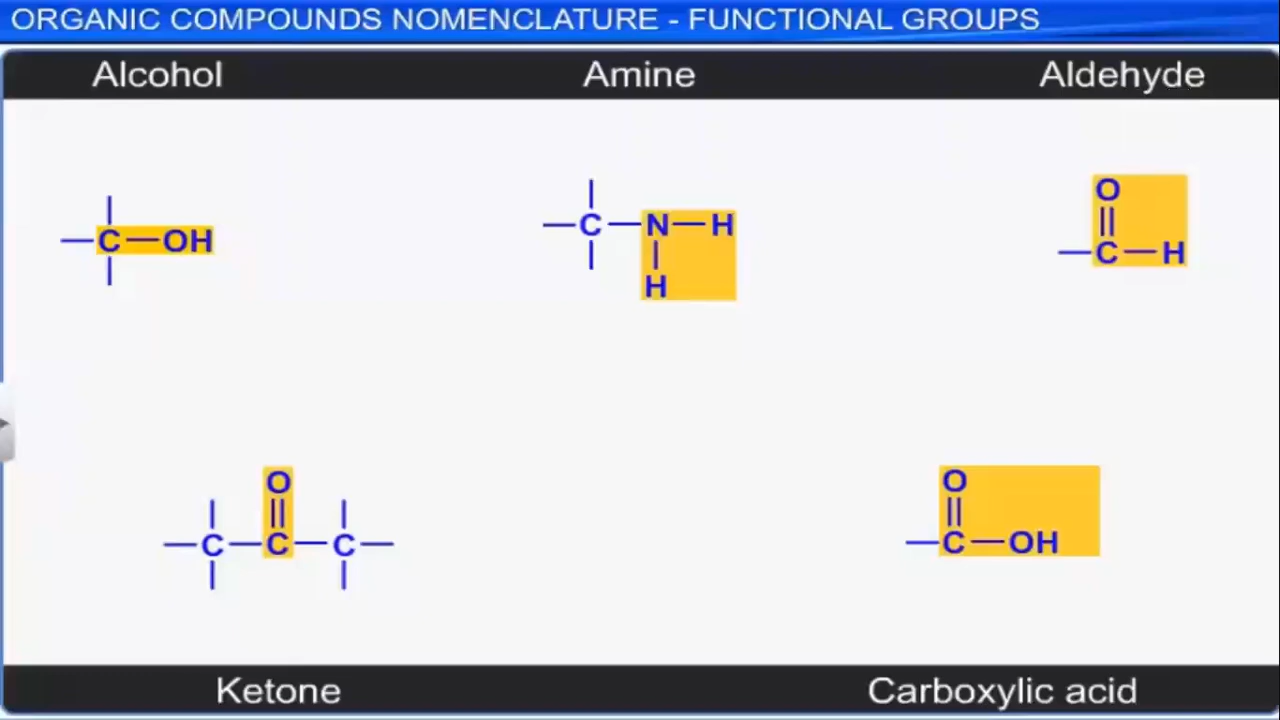 ORGANIC COMPOUNDS NOMENCLATURE - FUNCTIONAL GROUPS
Alcohol Amine Aldehyde
C OH
C N H
H
O
C H
O
C C C
O
C OH
Ketone Carboxylic acid